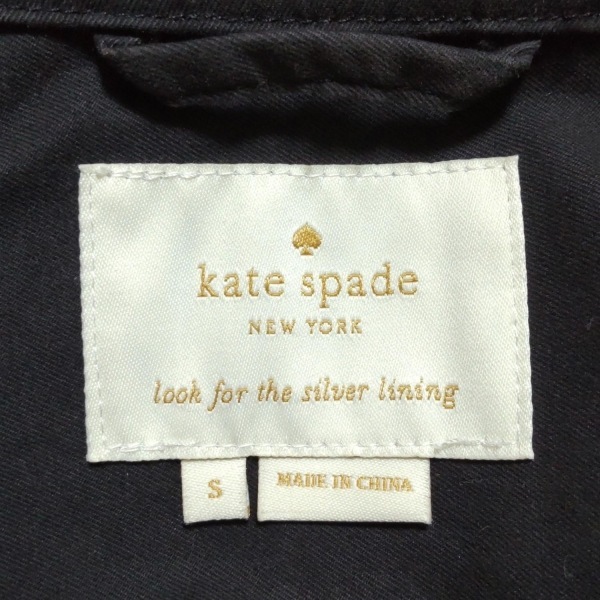 kate spade
NEW YORK
look for the silver lining
S
MADE IN CHINA